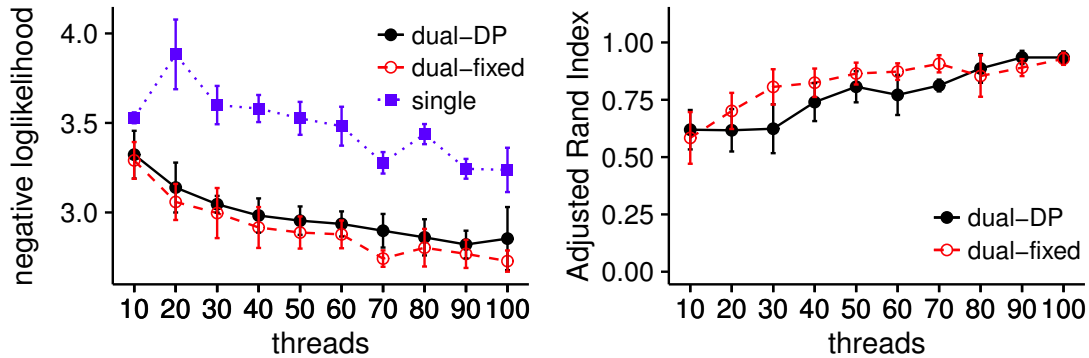 negative loglikelihood
4.0
3.5
3.0
dual−DP
dual−fixed
single
10 20 30 40 50 60 70 80 90 100
threads
Adjusted Rand Index
1.00
0.75
0.50
0.25
0.00
dual−DP
dual−fixed
10 20 30 40 50 60 70 80 90 100
threads